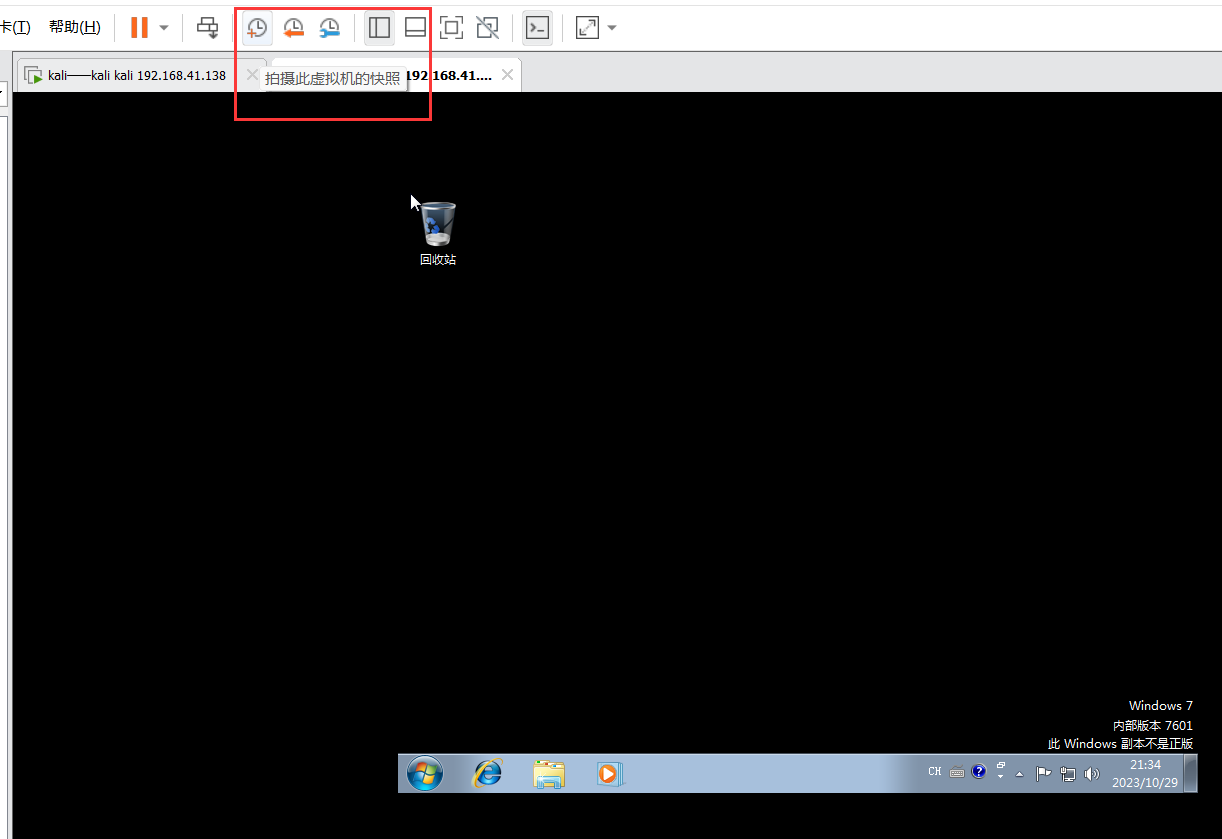 卡(T) 帮助(H)
kali——kali kali 192.168.41.138
192.168.41....
拍摄此虚拟机的快照
回收站
Windows 7
内部版本 7601
此 Windows 副本不是正版
CH
21:34
2023/10/29